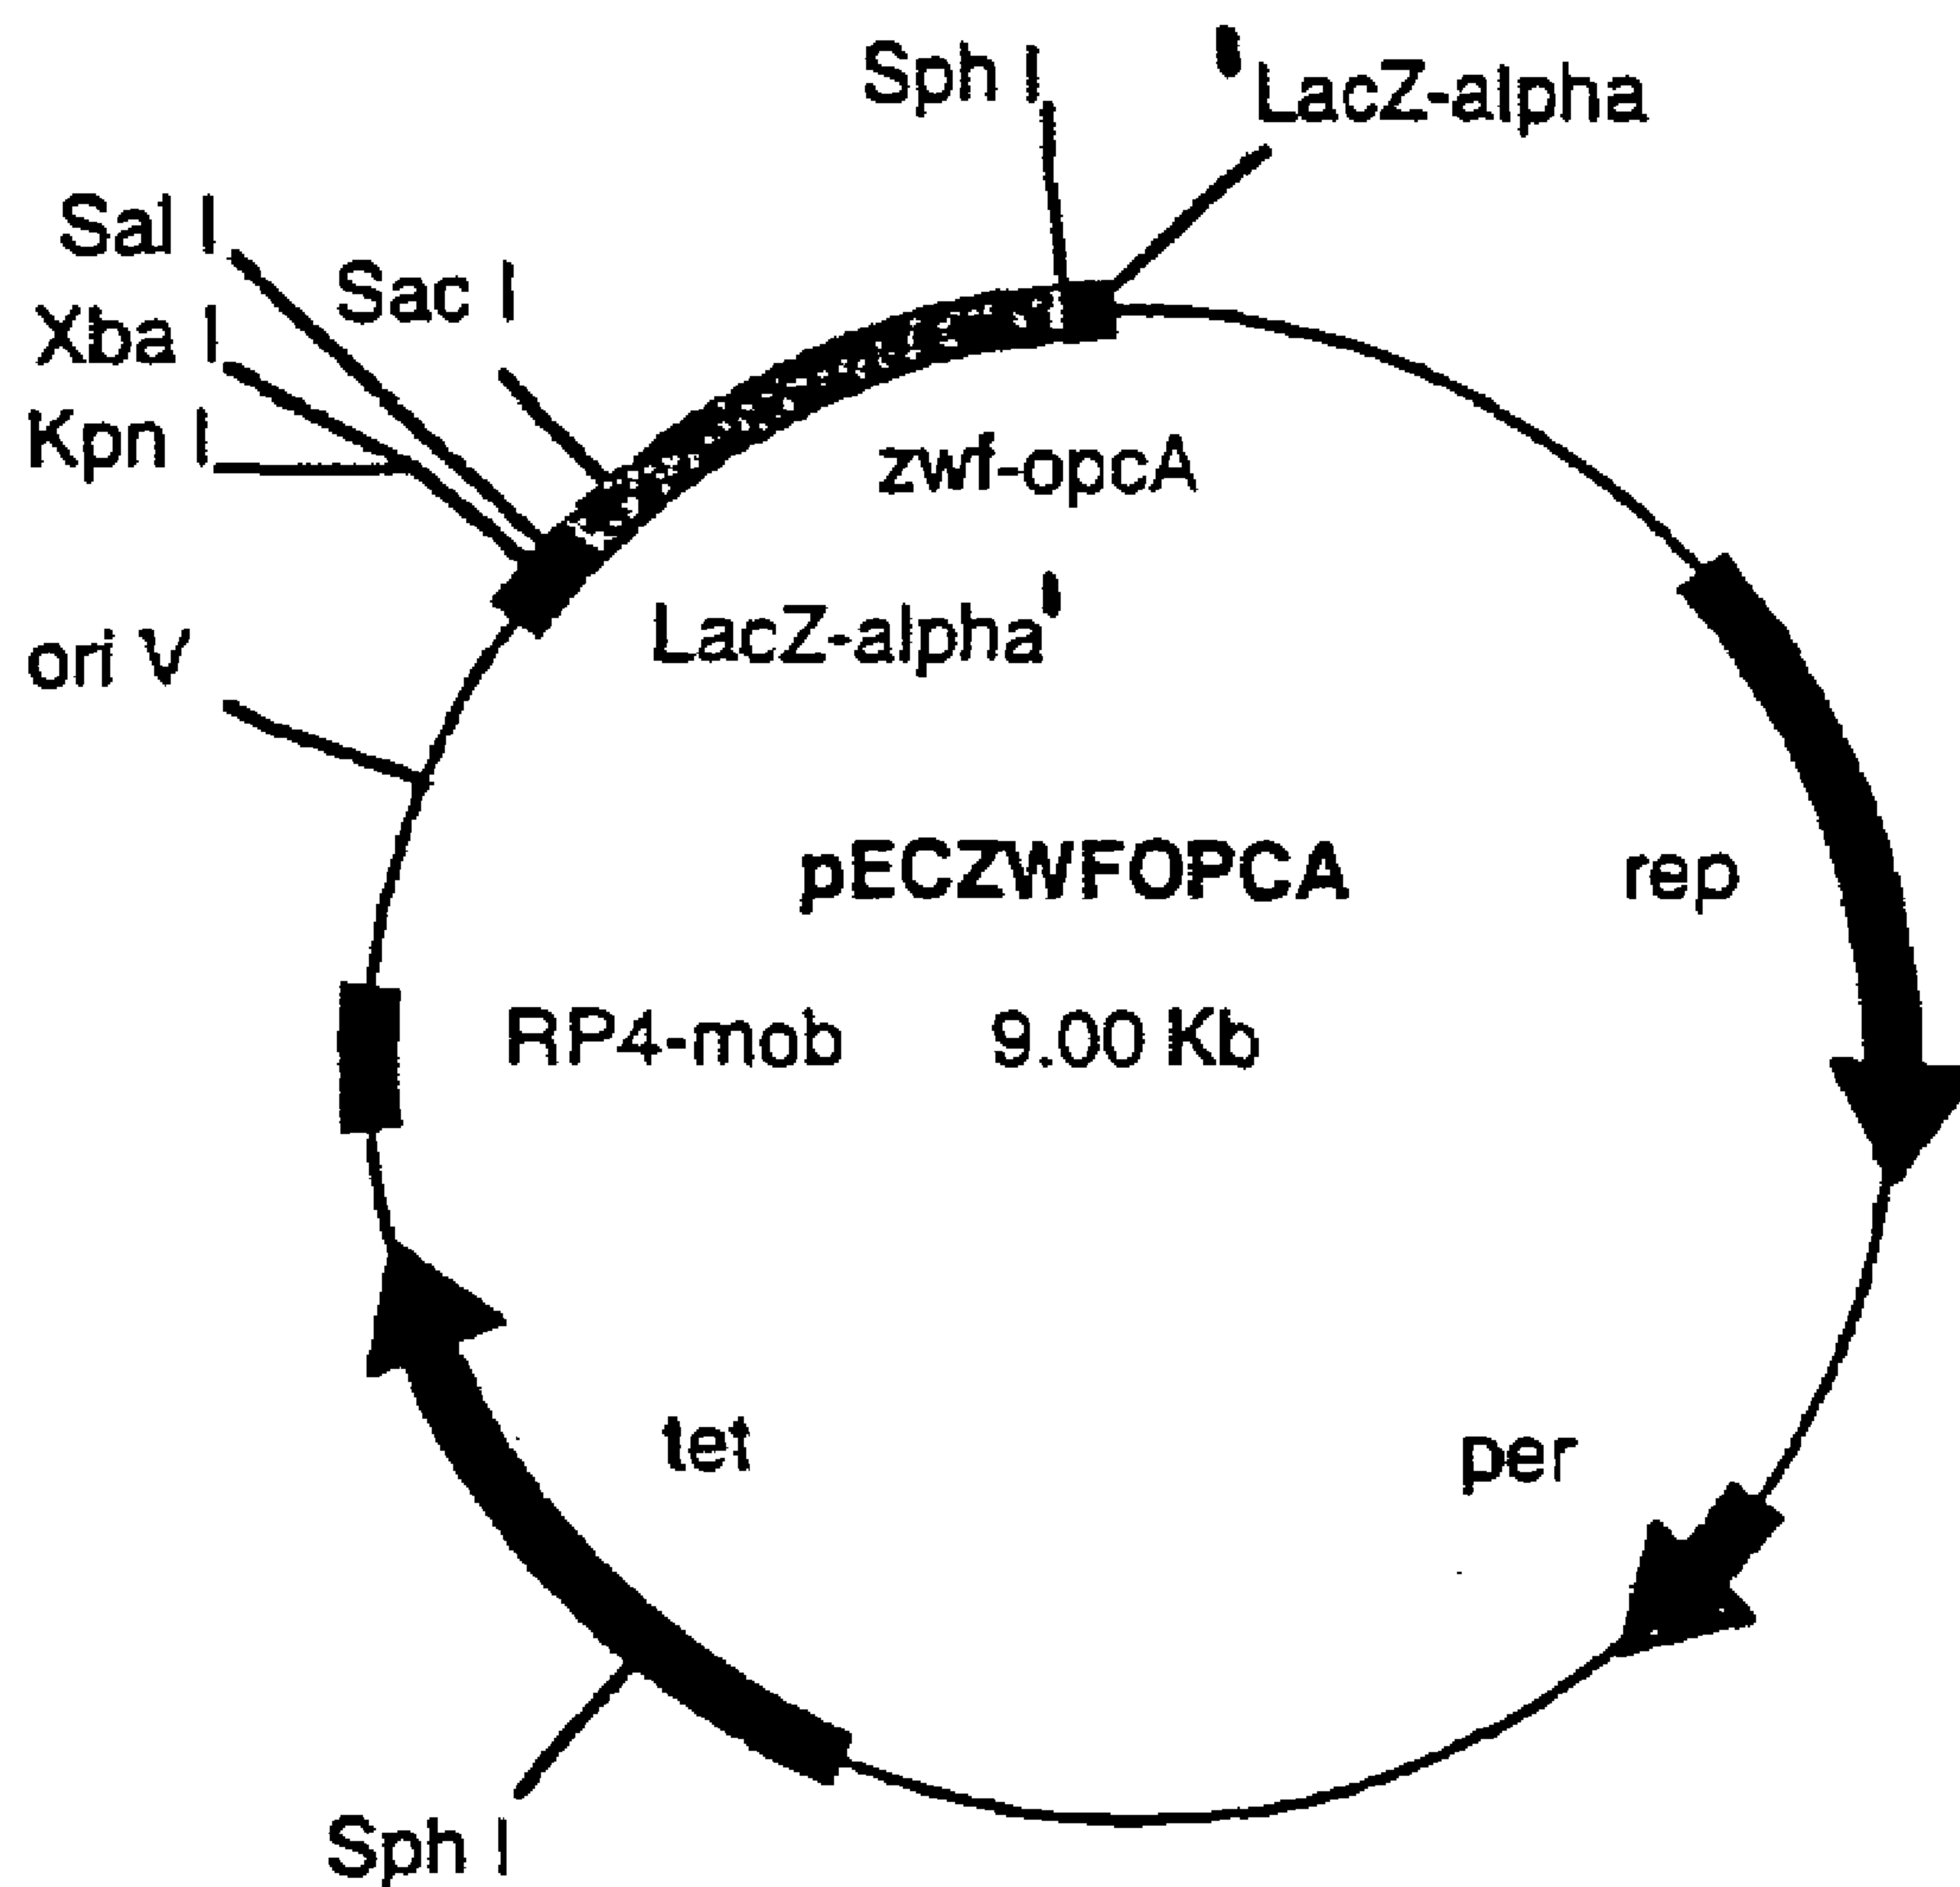 Sph I
'LacZ-alpha
Sal I
Sac I
Xba I
Kpn I
zwf-opcA
LacZ-alpha'
ori V
pECZWFOPCA
rep
RP4-mob
9.00 Kb
tet
per
Sph I